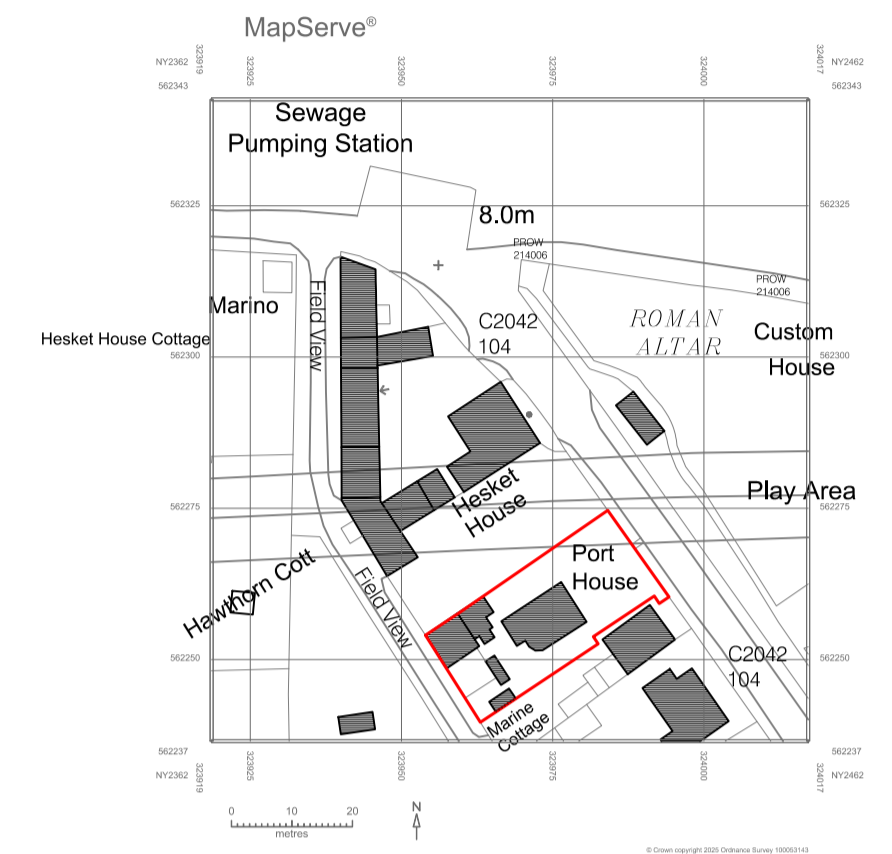 MapServe®
NY2362
323919
323925
323950
323975
324000
324017
NY2462
562343
562343
Sewage
Pumping Station
562325
8.0m
562325
PROW
214006
PROW
214006
Marino
Field View
C2042
104
ROMAN
ALTAR
Custom
House
Hesket House Cottage
562300
562300
Hesket
House
Play Area
562275
562275
Port
House
Hawthorn Cott
Field View
562250
C2042
104
562250
Marine
Cottage
562237
NY2362
323919
323925
323950
323975
324000
324017
562237
NY2462
0 10 20
metres
N
© Crown copyright 2025 Ordnance Survey 100053143